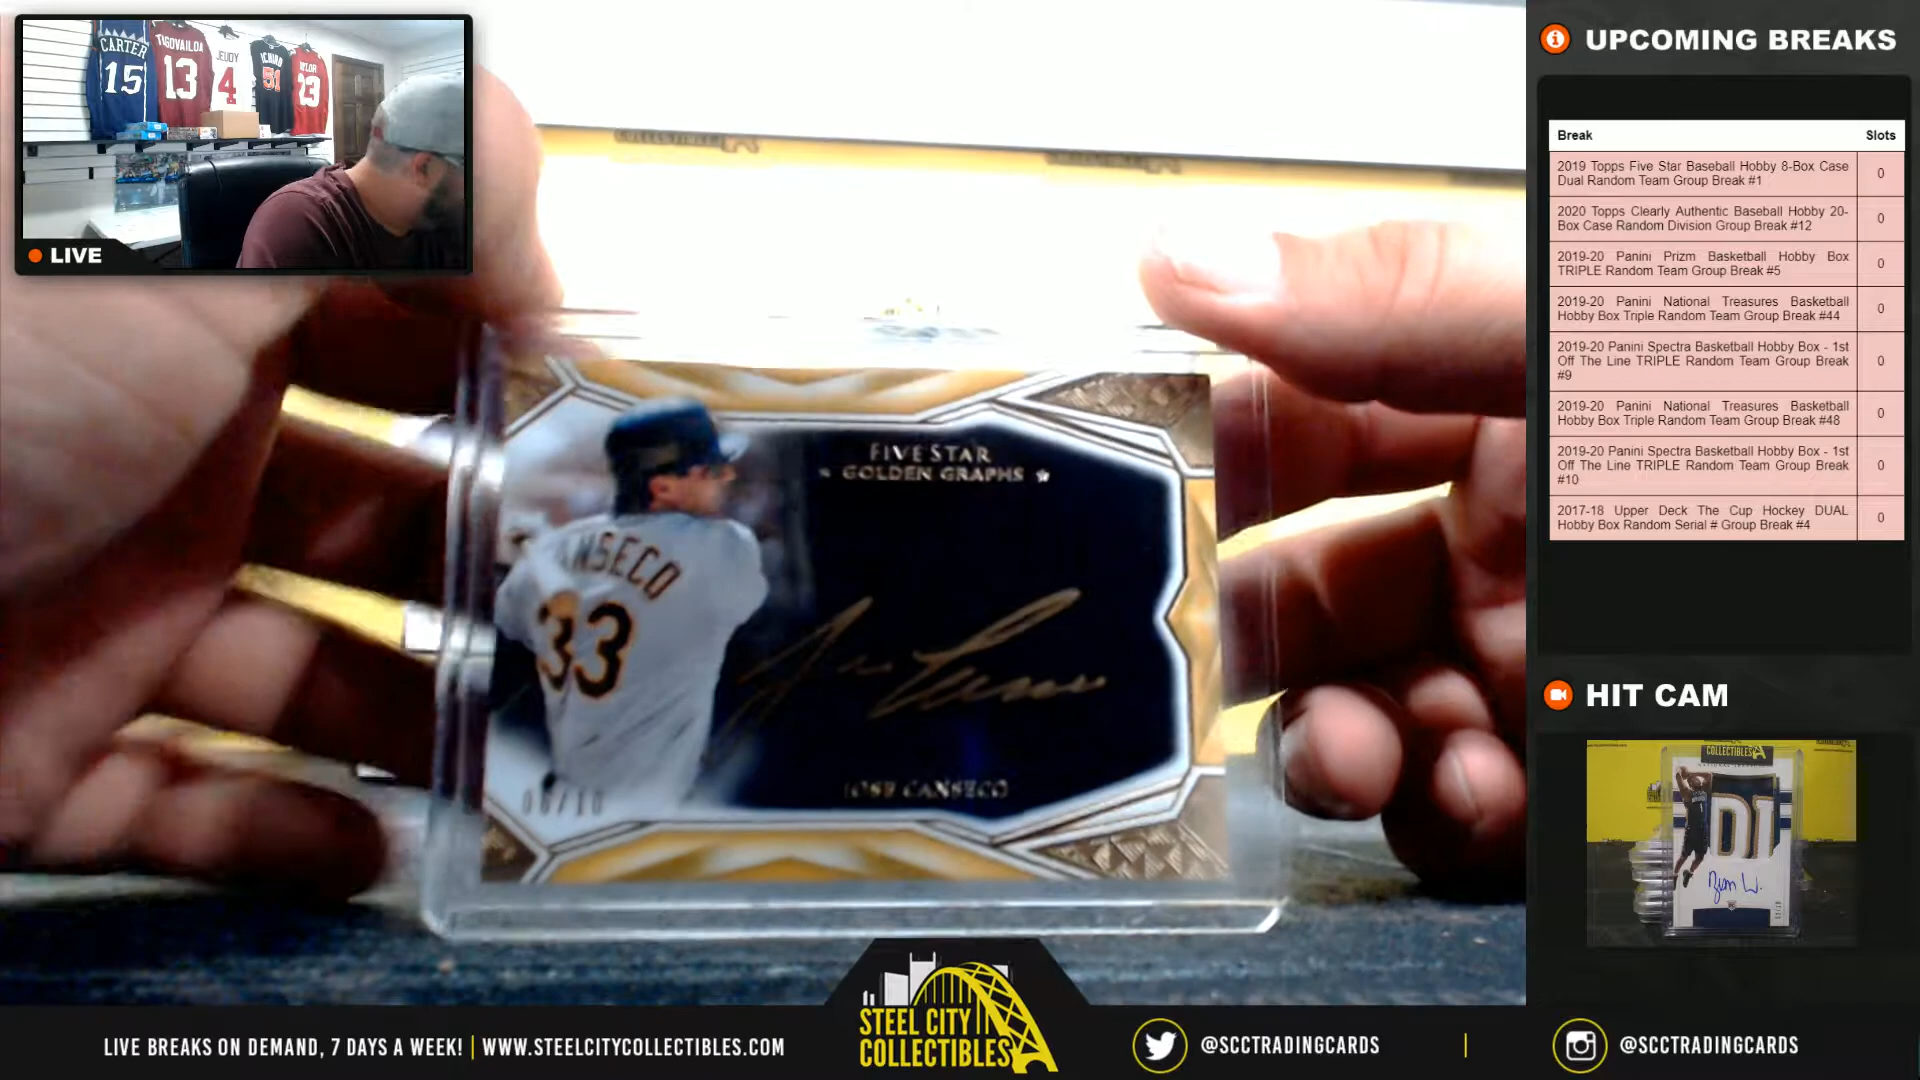 CARTER
15
TAGOVAILOA
13
JEUDY
4
ICHIRO
51
TAYLOR
23
LIVE
FIVE STAR
GOLDEN GRAPHS
CANSECO
33
JOSE CANSECO
/10
UPCOMING BREAKS
Break Slots
2019 Topps Five Star Baseball Hobby 8-Box Case 0
Dual Random Team Group Break #1
2020 Topps Clearly Authentic Baseball Hobby 20- 0
Box Case Random Division Group Break #12
2019-20 Panini Prizm Basketball Hobby Box 0
TRIPLE Random Team Group Break #5
2019-20 Panini National Treasures Basketball 0
Hobby Box Triple Random Team Group Break #44
2019-20 Panini Spectra Basketball Hobby Box - 1st 0
Off The Line TRIPLE Random Team Group Break
#9
2019-20 Panini National Treasures Basketball 0
Hobby Box Triple Random Team Group Break #48
2019-20 Panini Spectra Basketball Hobby Box - 1st 0
Off The Line TRIPLE Random Team Group Break
#10
2017-18 Upper Deck The Cup Hockey DUAL 0
Hobby Box Random Serial # Group Break #4
HIT CAM
COLLECTIBLES
LIVE BREAKS ON DEMAND, 7 DAYS A WEEK! | WWW.STEELCITYCOLLECTIBLES.COM
STEEL CITY
COLLECTIBLES
@SCCTRADINGCARDS
|
@SCCTRADINGCARDS